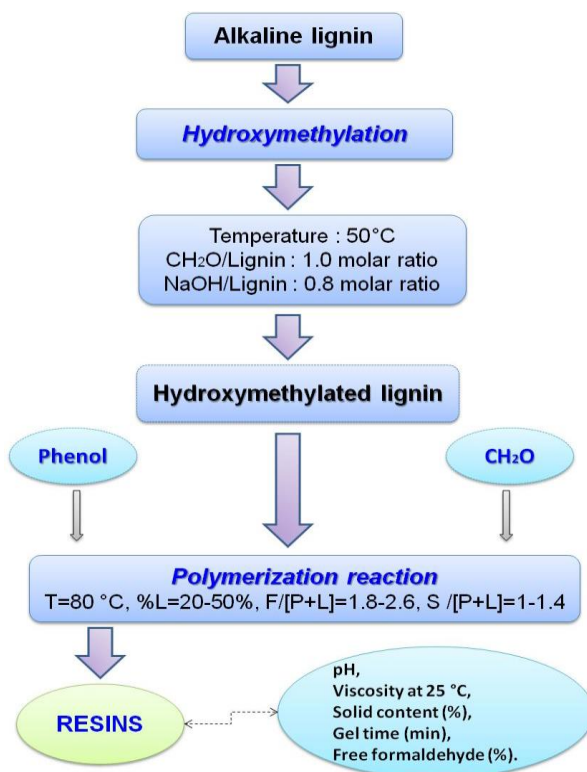 Alkaline lignin
Hydroxymethylation
Temperature : 50°C
CH₂O/Lignin : 1.0 molar ratio
NaOH/Lignin : 0.8 molar ratio
Hydroxymethylated lignin
Phenol
CH₂O
Polymerization reaction
T=80 °C, %L=20-50%, F/[P+L]=1.8-2.6, S /[P+L]=1-1.4
RESINS
pH,
Viscosity at 25 °C,
Solid content (%),
Gel time (min),
Free formaldehyde (%).